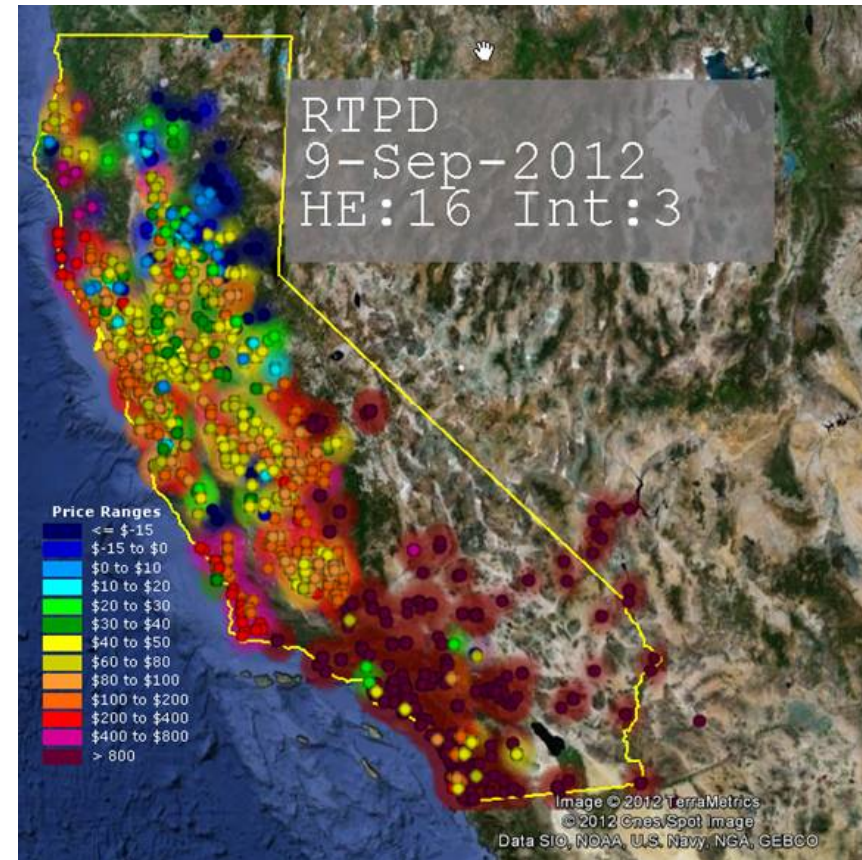 RTPD
9-Sep-2012
HE:16 Int:3
Price Ranges
<= $-15
$-15 to $0
$0 to $10
$10 to $20
$20 to $30
$30 to $40
$40 to $50
$60 to $80
$80 to $100
$100 to $200
$200 to $400
$400 to $800
> 800
Image © 2012 TerraMetrics
© 2012 Cnes/Spot Image
Data SIO, NOAA, U.S. Navy, NGA, GEBCO